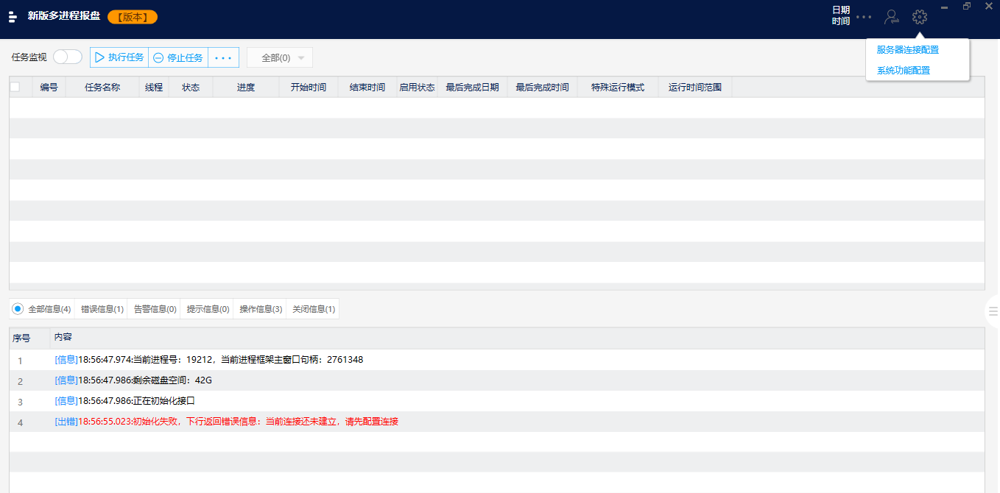 新版多进程报盘 【版本】
日期
时间
服务器连接配置
系统功能配置
任务监视 执行任务 停止任务 ... 全部(0)
编号 任务名称 线程 状态 进度 开始时间 结束时间 启用状态 最后完成日期 最后完成时间 特殊运行模式 运行时间范围
全部信息(4) 错误信息(1) 告警信息(0) 提示信息(0) 操作信息(3) 关闭信息(1)
序号 内容
1 [信息]18:56:47.974:当前进程号：19212，当前进程框架主窗口句柄：2761348
2 [信息]18:56:47.986:剩余磁盘空间：42G
3 [信息]18:56:47.986:正在初始化接口
4 [出错]18:56:55.023:初始化失败，下行返回错误信息：当前连接还未建立，请先配置连接